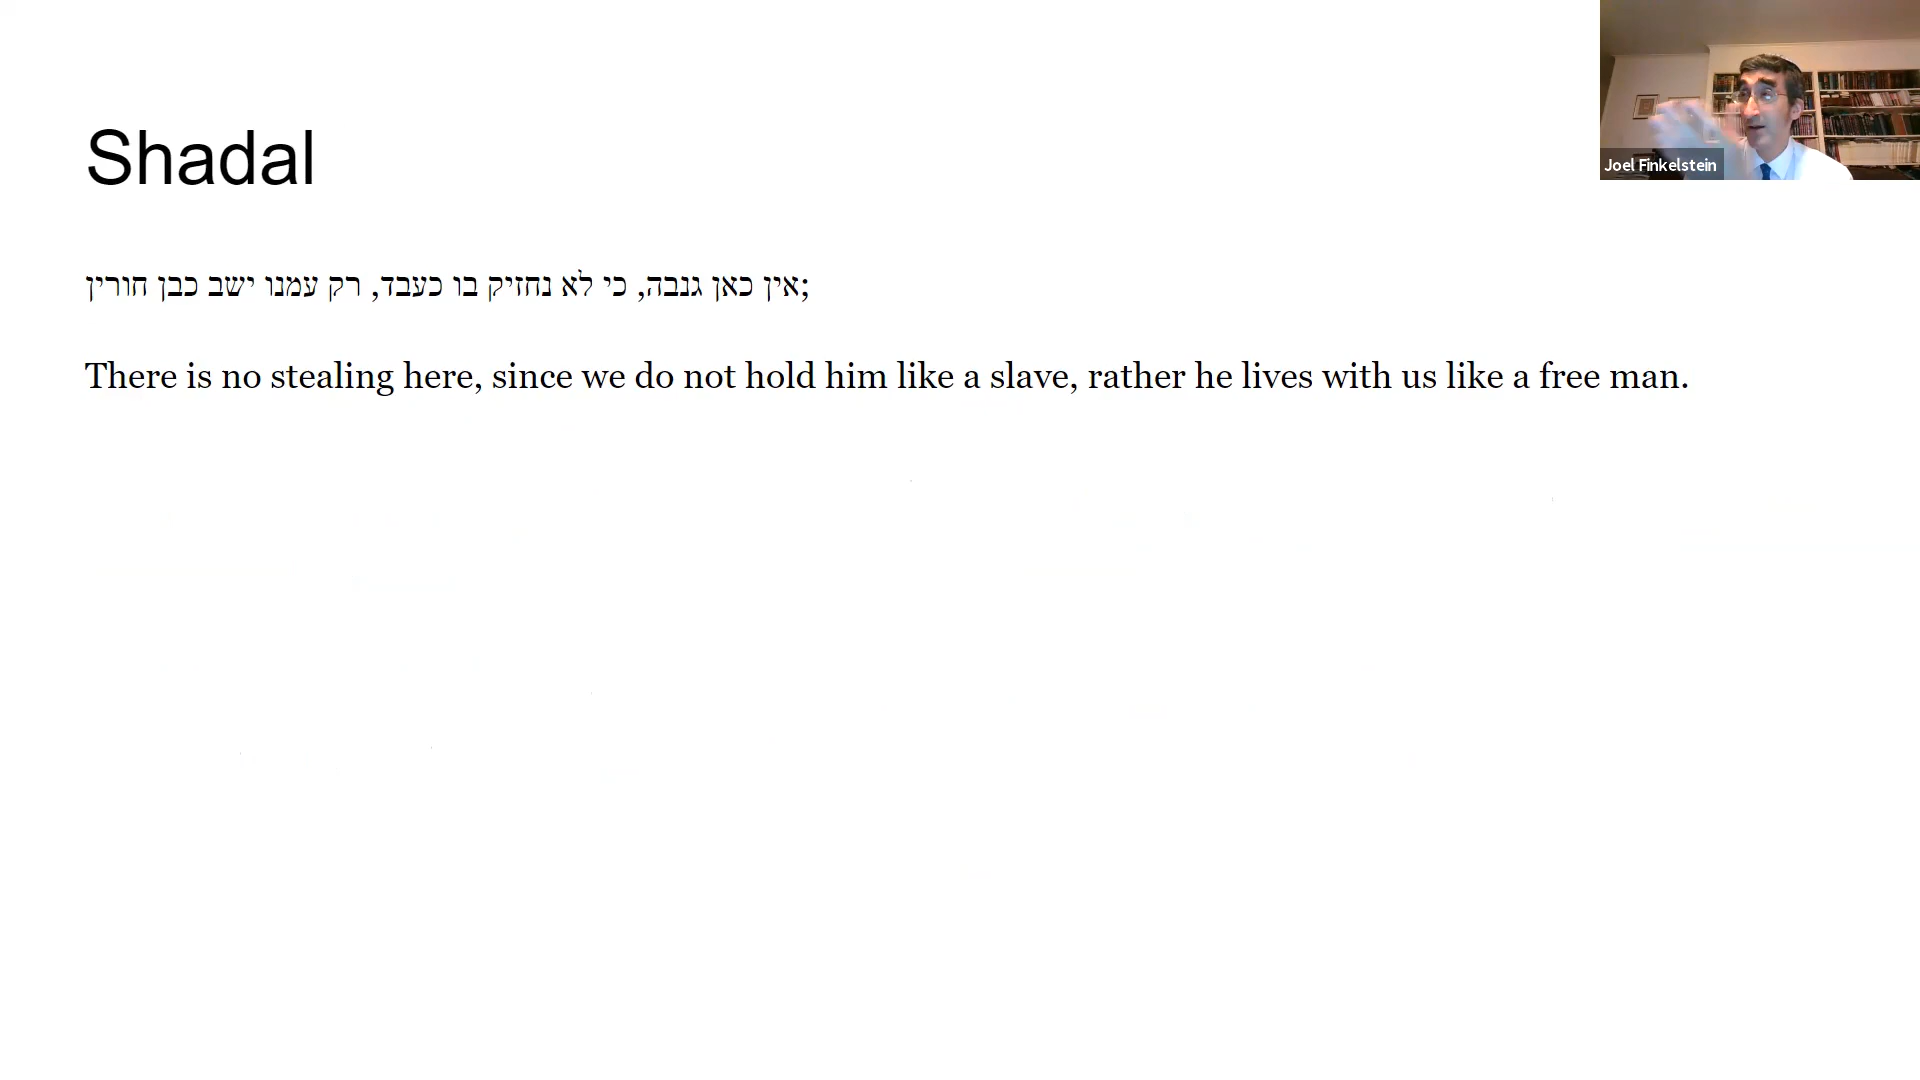 Shadal
Joel Finkelstein
אין כאן גנבה, כי לא נחזיק בו כעבד, רק עמנו ישב כבן חורין;
There is no stealing here, since we do not hold him like a slave, rather he lives with us like a free man.